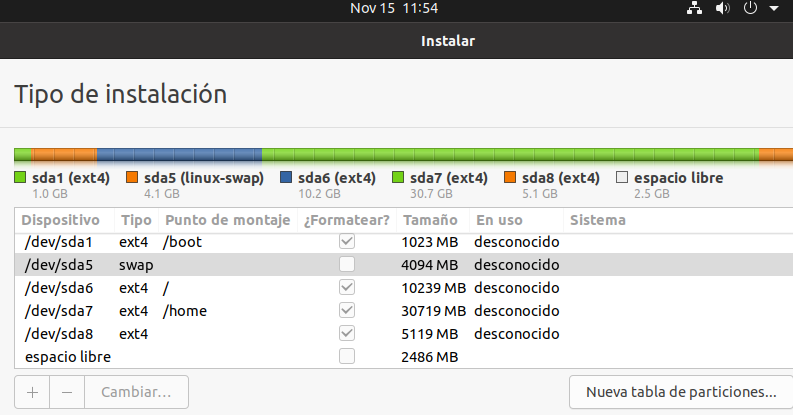 Nov 15 11:54
Instalar
Tipo de instalación
sda1 (ext4) sda5 (linux-swap) sda6 (ext4) sda7 (ext4) sda8 (ext4) espacio libre
1.0 GB 4.1 GB 10.2 GB 30.7 GB 5.1 GB 2.5 GB
Dispositivo Tipo Punto de montaje ¿Formatear? Tamaño En uso Sistema
/dev/sda1 ext4 /boot 1023 MB desconocido
/dev/sda5 swap 4094 MB desconocido
/dev/sda6 ext4 / 10239 MB desconocido
/dev/sda7 ext4 /home 30719 MB desconocido
/dev/sda8 ext4 5119 MB desconocido
espacio libre 2486 MB
+ − Cambiar... Nueva tabla de particiones...